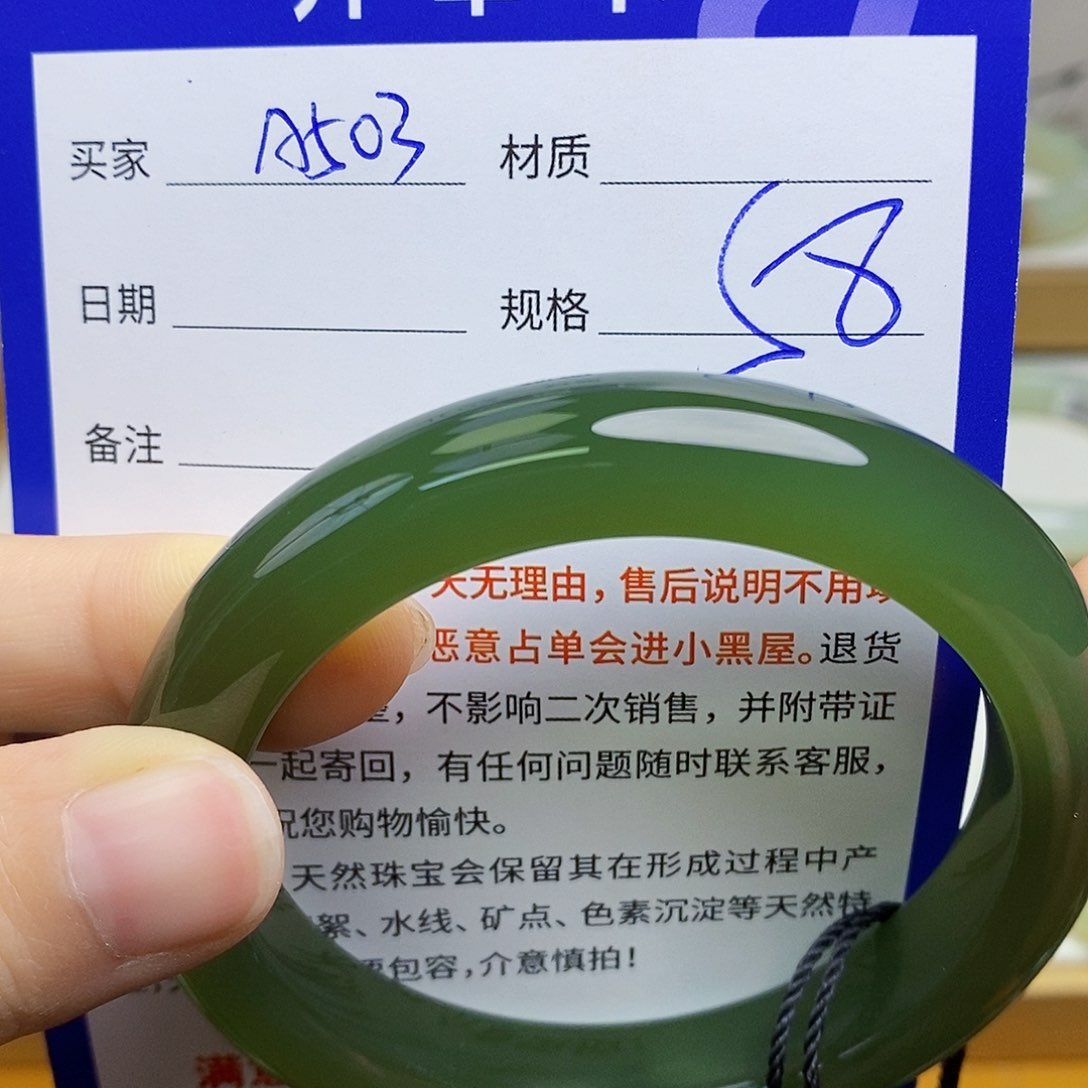 买家 A503 材质
日期 规格 58
备注
天无理由，售后说明不用
恶意占单会进小黑屋。退货
，不影响二次销售，并附带证
一起寄回，有任何问题随时联系客服，
祝您购物愉快。
天然珠宝会保留其在形成过程中产
絮、水线、矿点、色素沉淀等天然特
包容，介意慎拍！
满